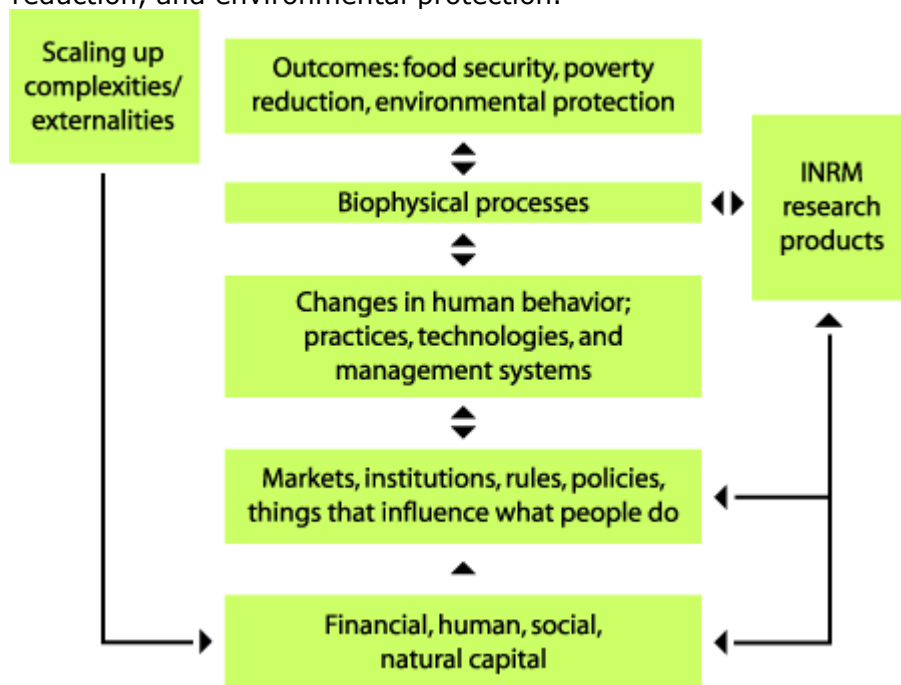 reduction, and environmental protection.
Scaling up
complexities/
externalities
Outcomes: food security, poverty
reduction, environmental protection
Biophysical processes
INRM
research
products
Changes in human behavior;
practices, technologies, and
management systems
Markets, institutions, rules, policies,
things that influence what people do
Financial, human, social,
natural capital